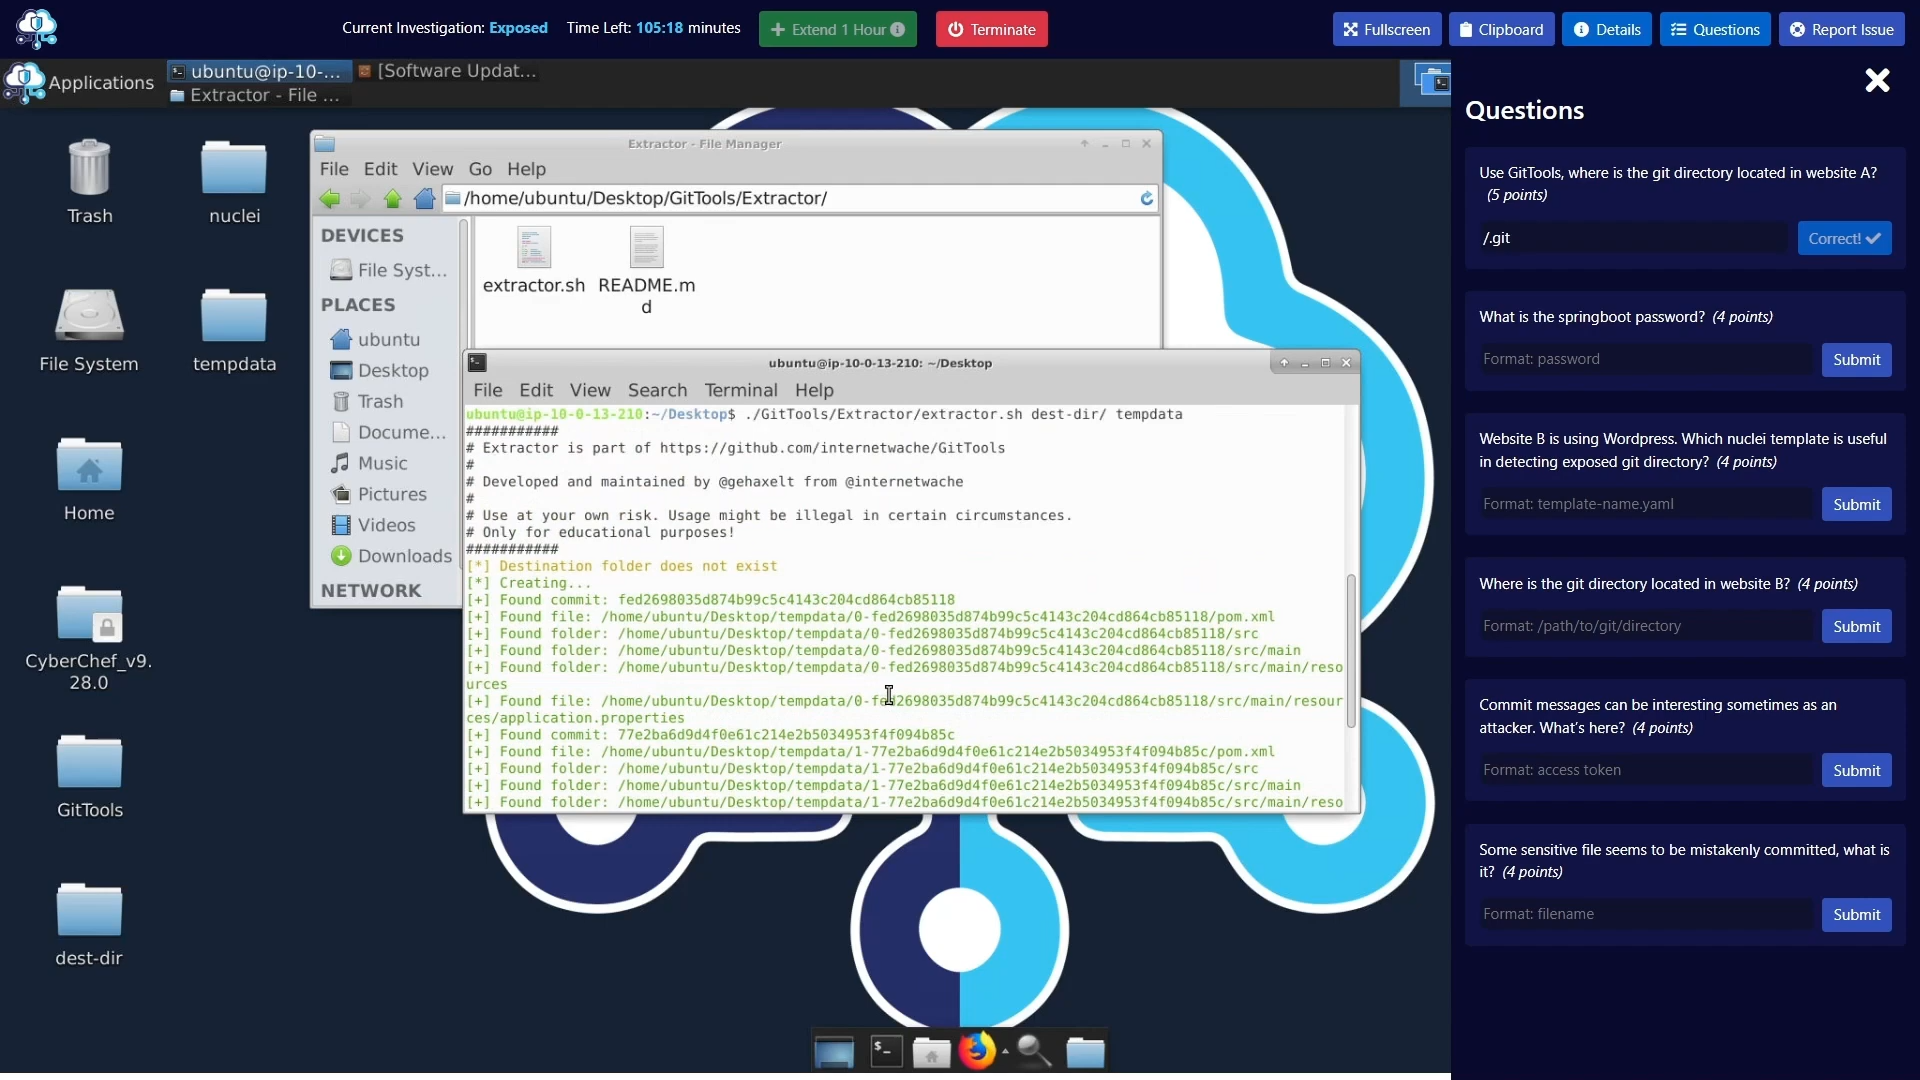 Current Investigation: Exposed
Time Left: 105:18 minutes
Extend 1 Hour
Terminate
Fullscreen
Clipboard
Details
Questions
Report Issue
Applications
ubuntu@ip-10-...
[Software Updat...
Extractor - File ...
Trash
nuclei
File System
tempdata
Home
CyberChef_v9.
28.0
GitTools
dest-dir
Extractor - File Manager
File Edit View Go Help
/home/ubuntu/Desktop/GitTools/Extractor/
DEVICES
File Syst...
PLACES
ubuntu
Desktop
Trash
Docume...
Music
Pictures
Videos
Downloads
NETWORK
extractor.sh
README.m
d
ubuntu@ip-10-0-13-210: ~/Desktop
File Edit View Search Terminal Help
ubuntu@ip-10-0-13-210:~/Desktop$ ./GitTools/Extractor/extractor.sh dest-dir/ tempdata
###########
# Extractor is part of https://github.com/internetwache/GitTools
#
# Developed and maintained by @gehaxelt from @internetwache
#
# Use at your own risk. Usage might be illegal in certain circumstances.
# Only for educational purposes!
###########
[*] Destination folder does not exist
[*] Creating...
[+] Found commit: fed2698035d874b99c5c4143c204cd864cb85118
[+] Found file: /home/ubuntu/Desktop/tempdata/0-fed2698035d874b99c5c4143c204cd864cb85118/pom.xml
[+] Found folder: /home/ubuntu/Desktop/tempdata/0-fed2698035d874b99c5c4143c204cd864cb85118/src
[+] Found folder: /home/ubuntu/Desktop/tempdata/0-fed2698035d874b99c5c4143c204cd864cb85118/src/main
[+] Found folder: /home/ubuntu/Desktop/tempdata/0-fed2698035d874b99c5c4143c204cd864cb85118/src/main/reso
urces
[+] Found file: /home/ubuntu/Desktop/tempdata/0-fed2698035d874b99c5c4143c204cd864cb85118/src/main/resour
ces/application.properties
[+] Found commit: 77e2ba6d9d4f0e61c214e2b5034953f4f094b85c
[+] Found file: /home/ubuntu/Desktop/tempdata/1-77e2ba6d9d4f0e61c214e2b5034953f4f094b85c/pom.xml
[+] Found folder: /home/ubuntu/Desktop/tempdata/1-77e2ba6d9d4f0e61c214e2b5034953f4f094b85c/src
[+] Found folder: /home/ubuntu/Desktop/tempdata/1-77e2ba6d9d4f0e61c214e2b5034953f4f094b85c/src/main
[+] Found folder: /home/ubuntu/Desktop/tempdata/1-77e2ba6d9d4f0e61c214e2b5034953f4f094b85c/src/main/reso
Questions
Use GitTools, where is the git directory located in website A?
(5 points)
/.git
Correct!
What is the springboot password? (4 points)
Format: password
Submit
Website B is using Wordpress. Which nuclei template is useful
in detecting exposed git directory? (4 points)
Format: template-name.yaml
Submit
Where is the git directory located in website B? (4 points)
Format: /path/to/git/directory
Submit
Commit messages can be interesting sometimes as an
attacker. What's here? (4 points)
Format: access token
Submit
Some sensitive file seems to be mistakenly committed, what is
it? (4 points)
Format: filename
Submit